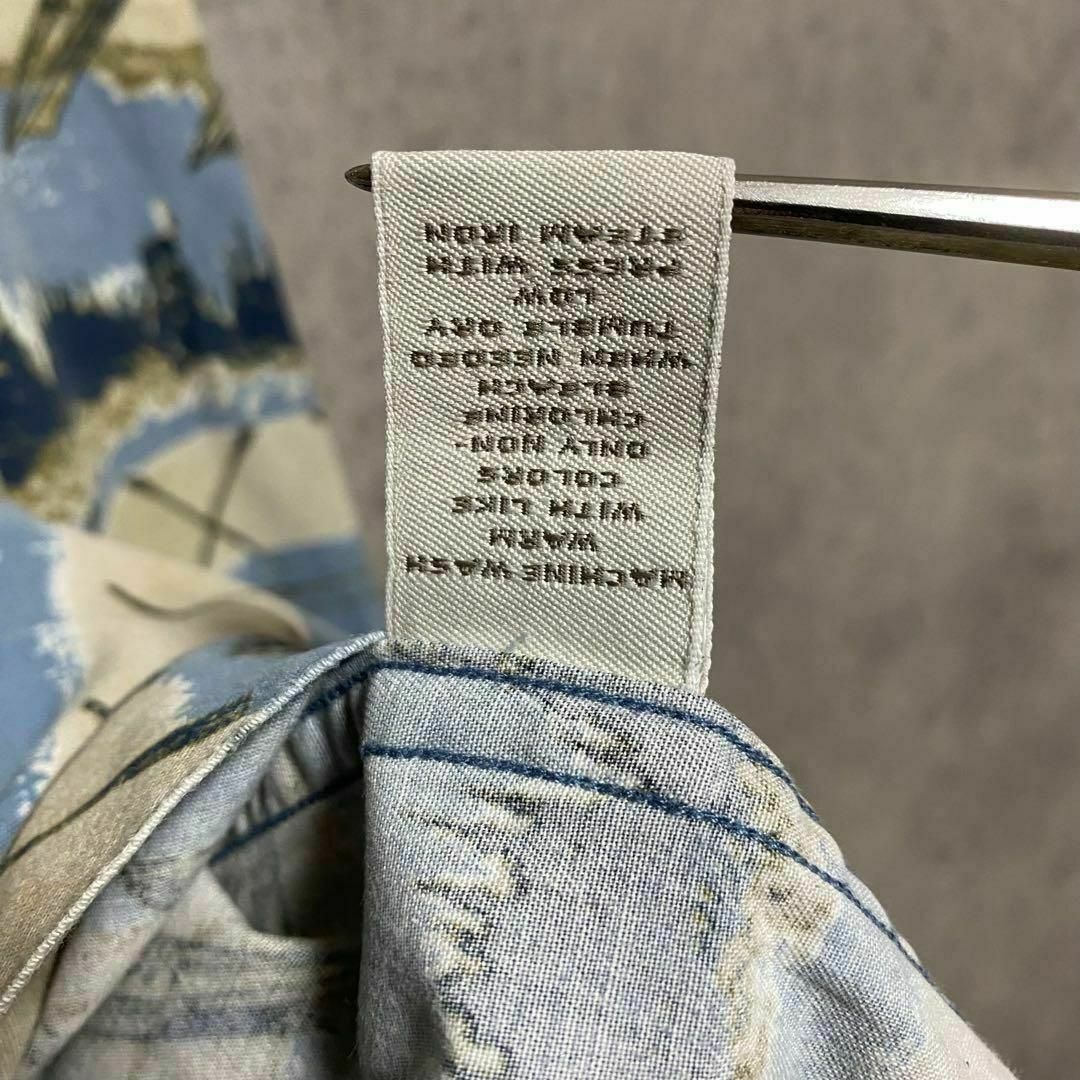 MACHINE WASH
WARM
WITH LIKE
COLORS
ONLY NON-
CHLORINE
BLEACH
WHEN NEEDED
TUMBLE DRY
LOW
PRESS WITH
STEAM IRON